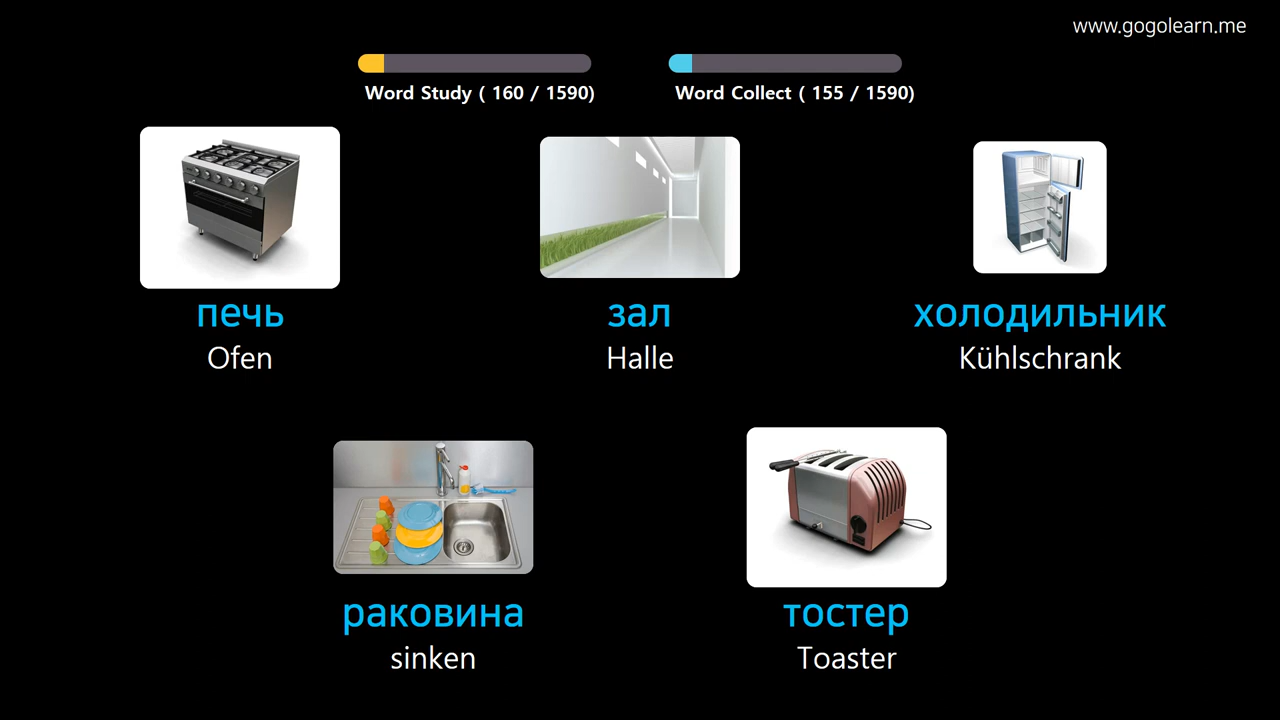 www.gogolearn.me
Word Study ( 160 / 1590)
Word Collect ( 155 / 1590)
печь
Ofen
зал
Halle
холодильник
Kühlschrank
раковина
sinken
тостер
Toaster